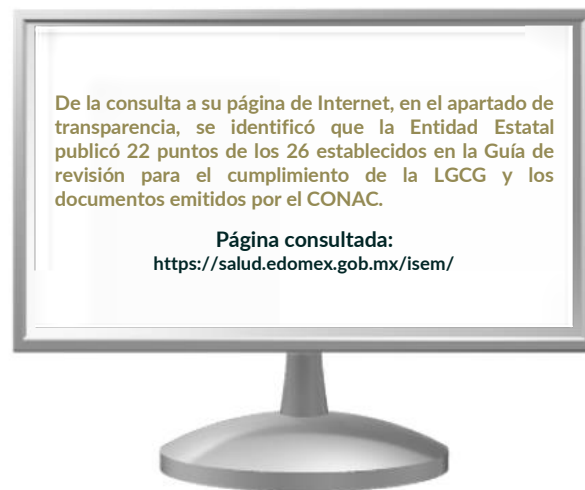 De la consulta a su página de Internet, en el apartado de
transparencia, se identificó que la Entidad Estatal
publicó 22 puntos de los 26 establecidos en la Guía de
revisión para el cumplimiento de la LGCG y los
documentos emitidos por el CONAC.
Página consultada:
https://salud.edomex.gob.mx/isem/